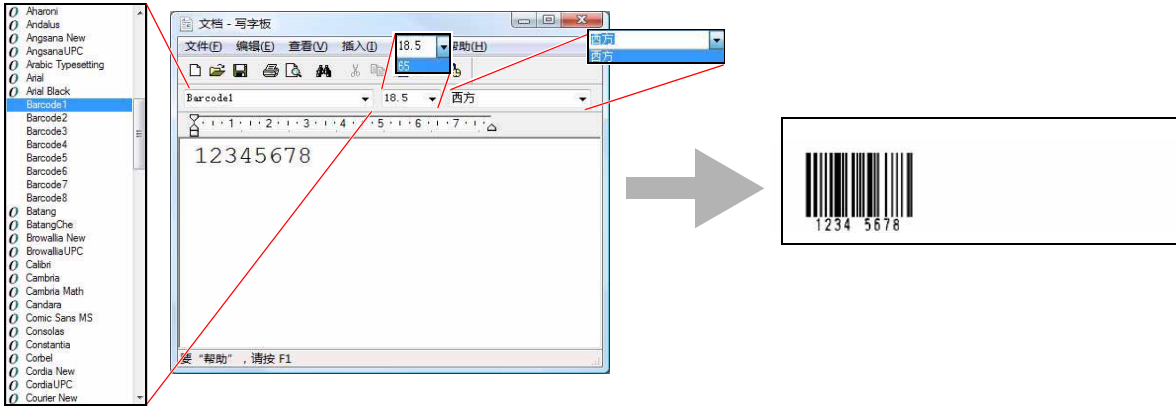 Aharoni
Andalus
Angsana New
AngsanaUPC
Arabic Typesetting
Arial
Arial Black
Barcode1
Barcode2
Barcode3
Barcode4
Barcode5
Barcode6
Barcode7
Barcode8
Batang
BatangChe
Browallia New
BrowalliaUPC
Calibri
Cambria
Cambria Math
Candara
Comic Sans MS
Consolas
Constantia
Corbel
Cordia New
CordiaUPC
Courier New
文档 - 写字板
文件(F) 编辑(E) 查看(V) 插入(I) 帮助(H)
18.5
65
西方
西方
Barcode1 18.5 西方
1 2 3 4 5 6 7
12345678
要 “帮助” ，请按 F1
1234 5678